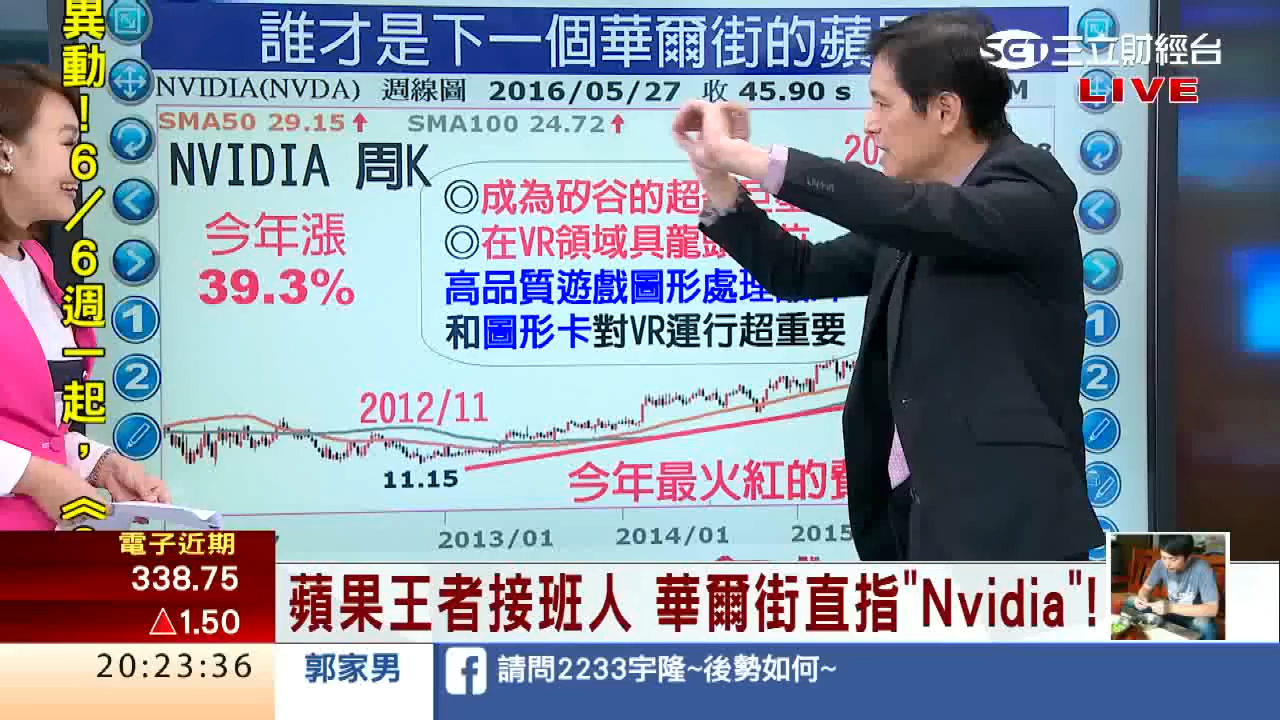 誰才是下一個華爾街的蘋
SET三立財經台
LIVE
NVIDIA(NVDA) 週線圖 2016/05/27 收 45.90 s
SMA50 29.15↑ SMA100 24.72↑
NVIDIA 周K
今年漲
39.3%
◎成為矽谷的超
◎在VR領域具龍頭
高品質遊戲圖形處理
和圖形卡對VR運行超重要
2012/11
11.15
今年最火紅的
2013/01 2014/01 2015
異動！6／6週一起，《
1
2
1
2
電子近期
338.75
△1.50
蘋果王者接班人 華爾街直指"Nvidia"!
20:23:36
郭家男
請問2233宇隆~後勢如何~